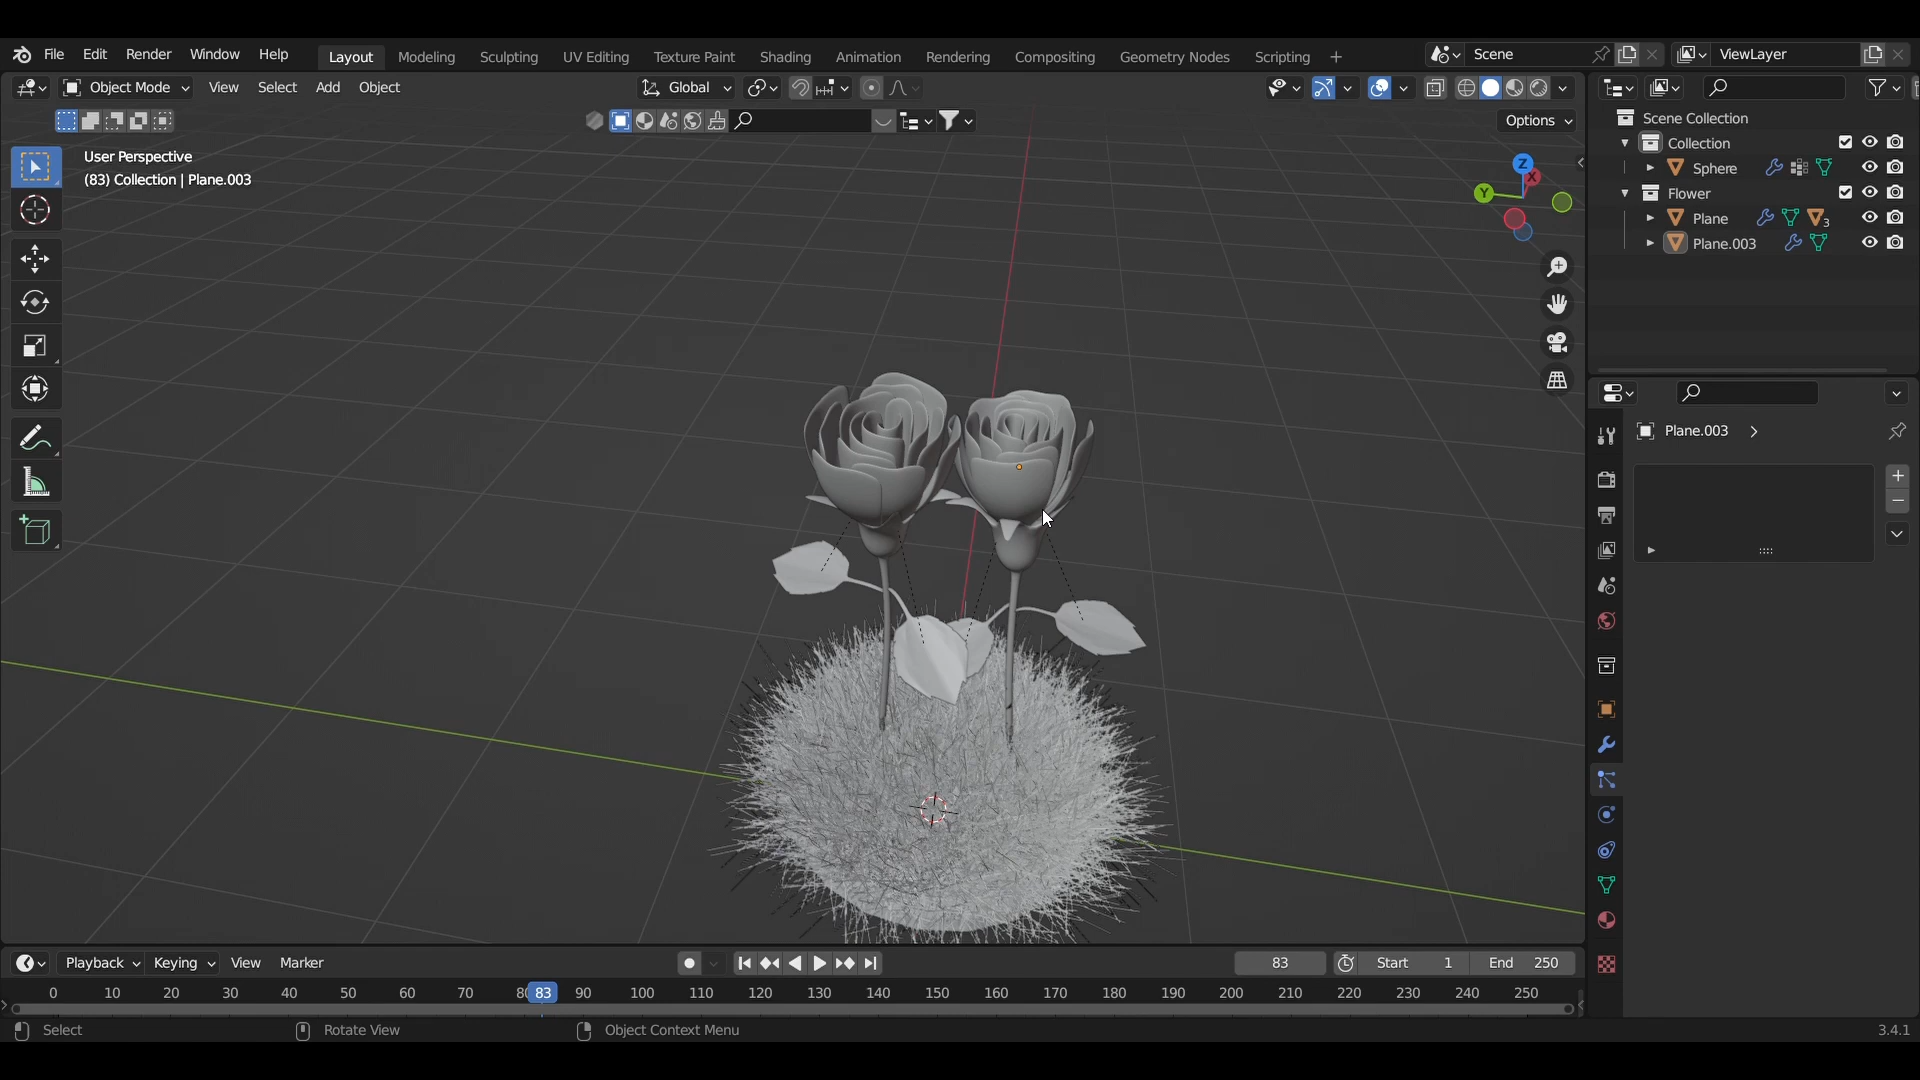 File Edit Render Window Help Layout Modeling Sculpting UV Editing Texture Paint Shading Animation Rendering Compositing Geometry Nodes Scripting + Scene ViewLayer
Object Mode View Select Add Object Global
Options
User Perspective
(83) Collection | Plane.003
Z
X
Y
Scene Collection
Collection
Sphere
Flower
Plane 3
Plane.003
Plane.003
Playback Keying View Marker 83 Start 1 End 250
0 10 20 30 40 50 60 70 80 83 90 100 110 120 130 140 150 160 170 180 190 200 210 220 230 240 250
Select Rotate View Object Context Menu 3.4.1